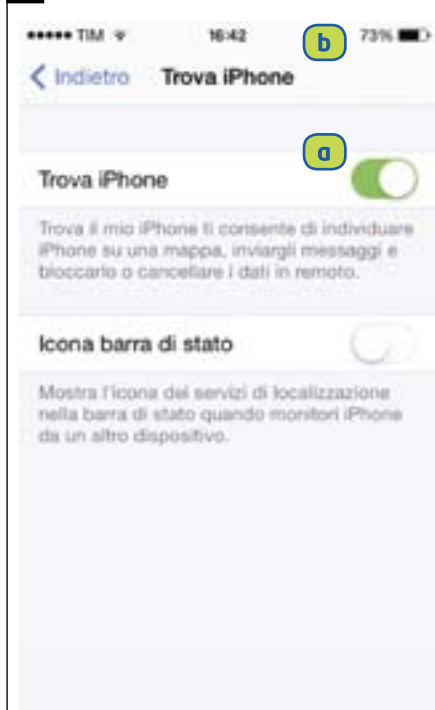 TIM 16:42 b 73%
Indietro Trova iPhone
a
Trova iPhone
Trova il mio iPhone ti consente di individuare
iPhone su una mappa, inviargli messaggi e
bloccarlo o cancellare i dati in remoto.
Icona barra di stato
Mostra l'icona dei servizi di localizzazione
nella barra di stato quando monitori iPhone
da un altro dispositivo.